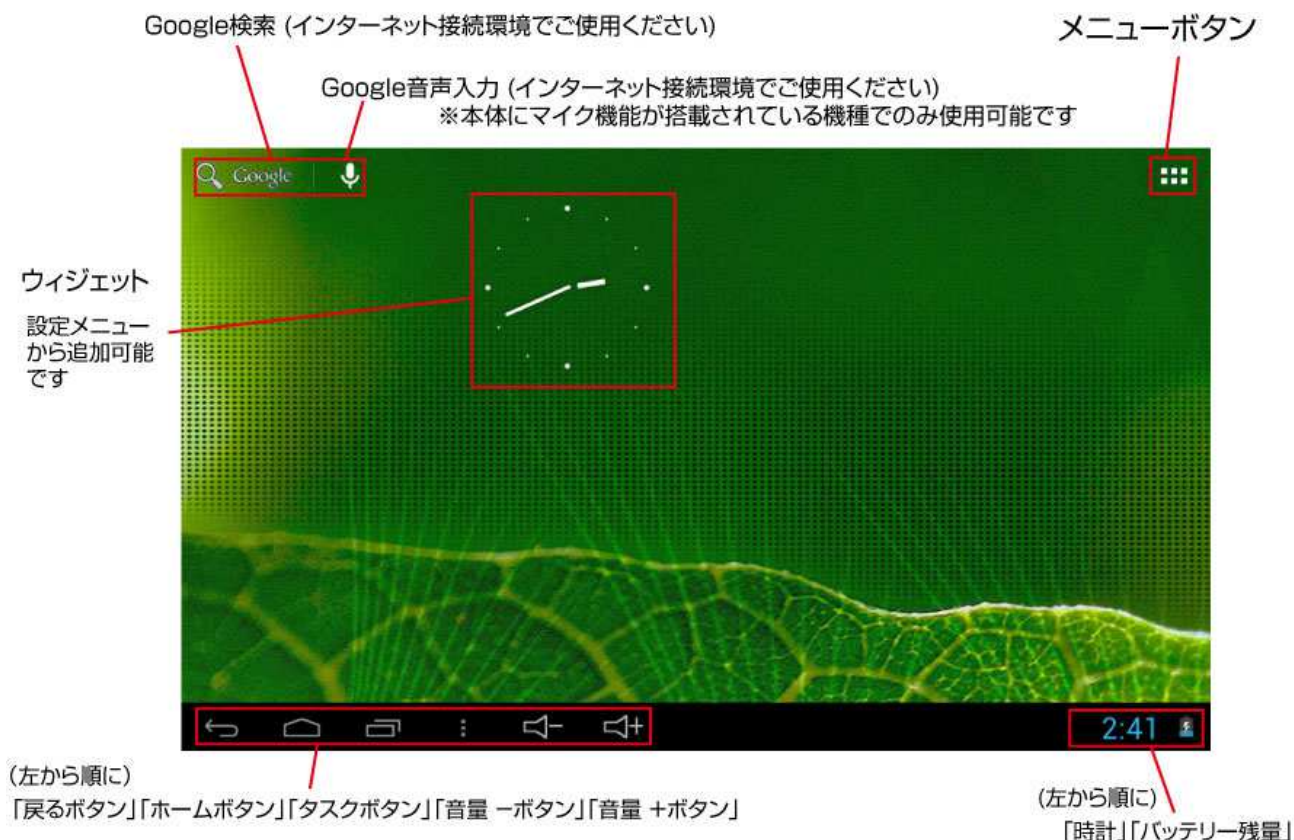 Google検索 (インターネット接続環境でご使用ください)
メニューボタン
Google音声入力 (インターネット接続環境でご使用ください)
※本体にマイク機能が搭載されている機種でのみ使用可能です
Google
ウィジェット
設定メニュー
から追加可能
です
2:41
(左から順に)
「戻るボタン」「ホームボタン」「タスクボタン」「音量 −ボタン」「音量 +ボタン」
(左から順に)
「時計」「バッテリー残量」